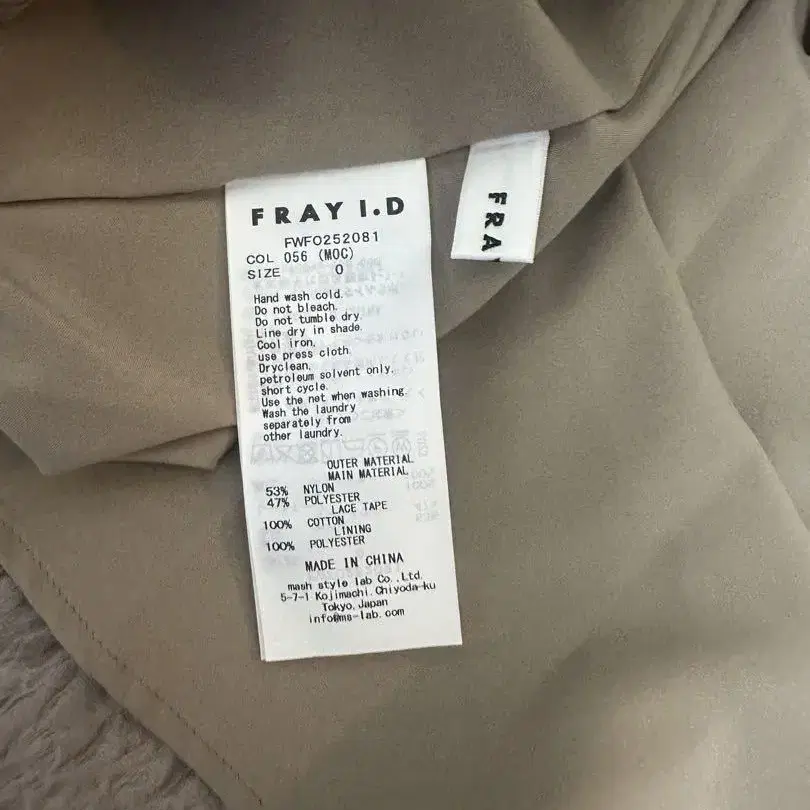 FRAY I.D
FWFO252081
COL 056 (MOC)
SIZE 0
Hand wash cold.
Do not bleach.
Do not tumble dry.
Line dry in shade.
Cool iron,
use press cloth.
Dryclean,
petroleum solvent only,
short cycle.
Use the net when washing.
Wash the laundry
separately from
other laundry.
OUTER MATERIAL
MAIN MATERIAL
53% NYLON
47% POLYESTER
LACE TAPE
100% COTTON
LINING
100% POLYESTER
MADE IN CHINA
mash style lab Co.,Ltd.
5-7-1 Kojimachi, Chiyoda-ku
Tokyo, Japan
info@ms-lab.com
FRAY